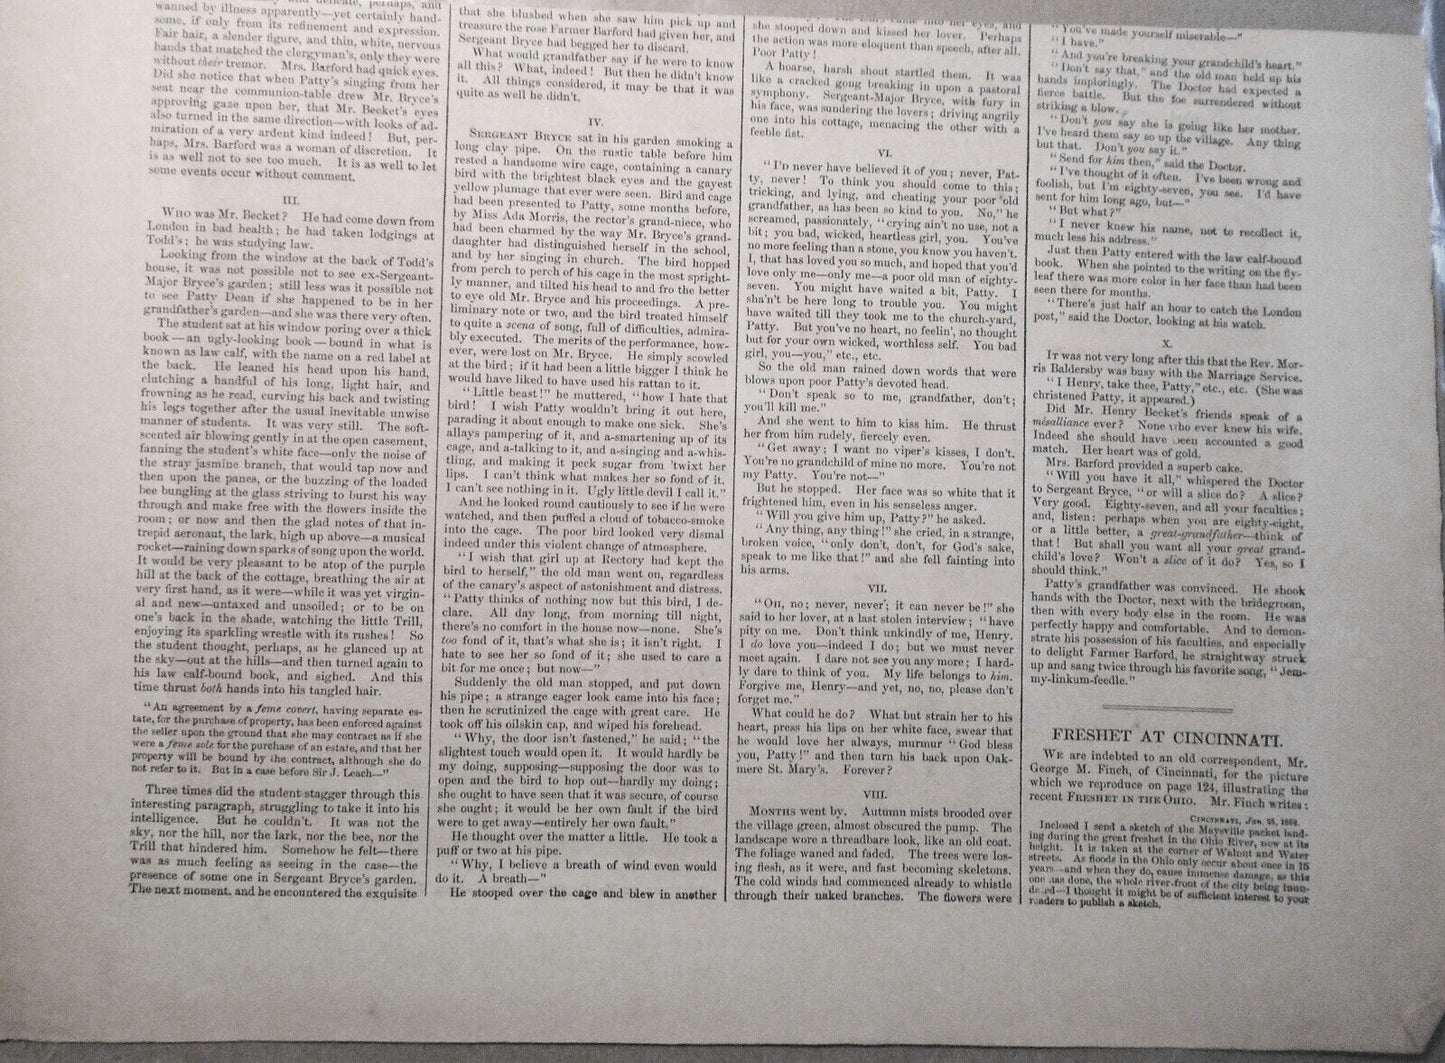 wanned by illness apparently—yet certainly hand-
some, if only from its refinement and expression.
Fair hair, a slender figure, and thin, white, nervous
hands that matched the clergyman's, only they were
without their tremor. Mrs. Barford had quick eyes.
Did she notice that when Patty's singing from her
seat near the communion-table drew Mr. Bryce's
approving gaze upon her, that Mr. Becket's eyes
also turned in the same direction—with looks of ad-
miration of a very ardent kind indeed! But, per-
haps, Mrs. Barford was a woman of discretion. It
is as well not to see too much. It is as well to let
some events occur without comment.
III.
WHO was Mr. Becket? He had come down from
London in bad health; he had taken lodgings at
Todd's; he was studying law.
Looking from the window at the back of Todd's
house, it was not possible not to see ex-Sergeant-
Major Bryce's garden; still less was it possible not
to see Patty Dean if she happened to be in her
grandfather's garden—and she was there very often.
The student sat at his window poring over a thick
book—an ugly-looking book—bound in what is
known as law calf, with the name on a red label at
the back. He leaned his head upon his hand,
clutching a handful of his long, light hair, and
frowning as he read, curving his back and twisting
his legs together after the usual inevitable unwise
manner of students. It was very still. The soft-
scented air blowing gently in at the open casement,
fanning the student's white face—only the noise of
the stray jasmine branch, that would tap now and
then upon the panes, or the buzzing of the loaded
bee bungling at the glass striving to burst his way
through and make free with the flowers inside the
room; or now and then the glad notes of that in-
trepid aeronaut, the lark, high up above—a musical
rocket—raining down sparks of song upon the world.
It would be very pleasant to be atop of the purple
hill at the back of the cottage, breathing the air at
very first hand, as it were—while it was yet virgin-
al and new—untaxed and unsoiled; or to be on
one's back in the shade, watching the little Trill,
enjoying its sparkling wrestle with its rushes! So
the student thought, perhaps, as he glanced up at
the sky—out at the hills—and then turned again to
his law calf-bound book, and sighed. And this
time thrust both hands into his tangled hair.
"An agreement by a feme covert, having separate es-
tate, for the purchase of property, has been enforced against
the seller upon the ground that she may contract as if she
were a feme sole for the purchase of an estate, and that her
property will be bound by the contract, although she do
not refer to it. But in a case before Sir J. Leach—"
Three times did the student stagger through this
interesting paragraph, struggling to take it into his
intelligence. But he couldn't. It was not the
sky, nor the hill, nor the lark, nor the bee, nor the
Trill that hindered him. Somehow he felt—there
was as much feeling as seeing in the case—the
presence of some one in Sergeant Bryce's garden.
The next moment, and he encountered the exquisite
that she blushed when she saw him pick up and
treasure the rose Farmer Barford had given her, and
Sergeant Bryce had begged her to discard.
What would grandfather say if he were to know
all this? What, indeed! But then he didn't know
it. All things considered, it may be that it was
quite as well he didn't.
IV.
SERGEANT BRYCE sat in his garden smoking a
long clay pipe. On the rustic table before him
rested a handsome wire cage, containing a canary
bird with the brightest black eyes and the gayest
yellow plumage that ever were seen. Bird and cage
had been presented to Patty, some months before,
by Miss Ada Morris, the rector's grand-niece, who
had been charmed by the way Mr. Bryce's grand-
daughter had distinguished herself in the school,
and by her singing in church. The bird hopped
from perch to perch of his cage in the most spright-
ly manner, and tilted his head to and fro the better
to eye old Mr. Bryce and his proceedings. A pre-
liminary note or two, and the bird treated himself
to quite a scena of song, full of difficulties, admira-
bly executed. The merits of the performance, how-
ever, were lost on Mr. Bryce. He simply scowled
at the bird; if it had been a little bigger I think he
would have liked to have used his rattan to it.
"Little beast!" he muttered, "how I hate that
bird! I wish Patty wouldn't bring it out here,
parading it about enough to make one sick. She's
allays pampering of it, and a-smartening up of its
cage, and a-talking to it, and a-singing and a-whis-
tling, and making it peck sugar from 'twixt her
lips. I can't think what makes her so fond of it.
I can't see nothing in it. Ugly little devil I call it."
And he looked round cautiously to see if he were
watched, and then puffed a cloud of tobacco-smoke
into the cage. The poor bird looked very dismal
indeed under this violent change of atmosphere.
"I wish that girl up at Rectory had kept the
bird to herself," the old man went on, regardless
of the canary's aspect of astonishment and distress.
"Patty thinks of nothing now but this bird, I de-
clare. All day long, from morning till night,
there's no comfort in the house now—none. She's
too fond of it, that's what she is; it isn't right. I
hate to see her so fond of it; she used to care a
bit for me once; but now—"
Suddenly the old man stopped, and put down
his pipe; a strange eager look came into his face;
then he scrutinized the cage with great care. He
took off his oilskin cap, and wiped his forehead.
"Why, the door isn't fastened," he said; "the
slightest touch would open it. It would hardly be
my doing, supposing—supposing the door was to
open and the bird to hop out—hardly my doing;
she ought to have seen that it was secure, of course
she ought; it would be her own fault if the bird
were to get away—entirely her own fault."
He thought over the matter a little. He took a
puff or two at his pipe.
"Why, I believe a breath of wind even would
do it. A breath—"
He stooped over the cage and blew in another
she stooped down and kissed her lover. Perhaps
the action was more eloquent than speech, after all.
Poor Patty!
A hoarse, harsh shout startled them. It was
like a cracked gong breaking in upon a pastoral
symphony. Sergeant-Major Bryce, with fury in
his face, was sundering the lovers; driving angrily
one into his cottage, menacing the other with a
feeble fist.
VI.
"I'D never have believed it of you; never, Pat-
ty, never! To think you should come to this;
tricking, and lying, and cheating your poor old
grandfather, as has been so kind to you. No," he
screamed, passionately, "crying ain't no use, not a
bit; you bad, wicked, heartless girl, you. You've
no more feeling than a stone, you know you haven't.
I, that has loved you so much, and hoped that you'd
love only me—only me—a poor old man of eighty-
seven. You might have waited a bit, Patty. I
sha'n't be here long to trouble you. You might
have waited till they took me to the church-yard,
Patty. But you've no heart, no feelin', no thought
but for your own wicked, worthless self. You bad
girl, you—you," etc., etc.
So the old man rained down words that were
blows upon poor Patty's devoted head.
"Don't speak so to me, grandfather, don't;
you'll kill me."
And she went to him to kiss him. He thrust
her from him rudely, fiercely even.
"Get away; I want no viper's kisses, I don't.
You're no grandchild of mine no more. You're not
my Patty. You're not—"
But he stopped. Her face was so white that it
frightened him, even in his senseless anger.
"Will you give him up, Patty?" he asked.
"Any thing, any thing!" she cried, in a strange,
broken voice, "only don't, don't, for God's sake,
speak to me like that!" and she fell fainting into
his arms.
VII.
"OH, no; never, never; it can never be!" she
said to her lover, at a last stolen interview; "have
pity on me. Don't think unkindly of me, Henry.
I do love you—indeed I do; but we must never
meet again. I dare not see you any more; I hard-
ly dare to think of you. My life belongs to him.
Forgive me, Henry—and yet, no, no, please don't
forget me."
What could he do? What but strain her to his
heart, press his lips on her white face, swear that
he would love her always, murmur "God bless
you, Patty!" and then turn his back upon Oak-
mere St. Mary's. Forever?
VIII.
MONTHS went by. Autumn mists brooded over
the village green, almost obscured the pump. The
landscape wore a threadbare look, like an old coat.
The foliage waned and faded. The trees were los-
ing flesh, as it were, and fast becoming skeletons.
The cold winds had commenced already to whistle
through their naked branches. The flowers were
"You've made yourself miserable—"
"I have."
"And you're breaking your grandchild's heart."
"Don't say that," and the old man held up his
hands imploringly. The Doctor had expected a
fierce battle. But the foe surrendered without
striking a blow.
"Don't you say she is going like her mother.
I've heard them say so up the village. Any thing
but that. Don't you say it."
"Send for him then," said the Doctor.
"I've thought of it often. I've been wrong and
foolish, but I'm eighty-seven, you see. I'd have
sent for him long ago, but—"
"But what?"
"I never knew his name, not to recollect it,
much less his address."
Just then Patty entered with the law calf-bound
book. When she pointed to the writing on the fly-
leaf there was more color in her face than had been
seen there for months.
"There's just half an hour to catch the London
post," said the Doctor, looking at his watch.
X.
IT was not very long after this that the Rev. Mor-
ris Baldersby was busy with the Marriage Service.
"I Henry, take thee, Patty," etc., etc. (She was
christened Patty, it appeared.)
Did Mr. Henry Becket's friends speak of a
mésalliance ever? None who ever knew his wife.
Indeed she should have been accounted a good
match. Her heart was of gold.
Mrs. Barford provided a superb cake.
"Will you have it all," whispered the Doctor
to Sergeant Bryce, "or will a slice do? A slice?
Very good. Eighty-seven, and all your faculties;
and, listen: perhaps when you are eighty-eight,
or a little better, a great-grandfather—think of
that! But shall you want all your great grand-
child's love? Won't a slice of it do? Yes, so I
should think."
Patty's grandfather was convinced. He shook
hands with the Doctor, next with the bridegroom,
then with every body else in the room. He was
perfectly happy and comfortable. And to demon-
strate his possession of his faculties, and especially
to delight Farmer Barford, he straightway struck
up and sang twice through his favorite song, "Jem-
my-linkum-feedle."
FRESHET AT CINCINNATI.
WE are indebted to an old correspondent, Mr.
George M. Finch, of Cincinnati, for the picture
which we reproduce on page 124, illustrating the
recent FRESHET IN THE OHIO. Mr. Finch writes:
CINCINNATI, Jan. 25, 1862.
Inclosed I send a sketch of the Maysville packet land-
ing during the great freshet in the Ohio River, now at its
height. It is taken at the corner of Walnut and Water
streets. As floods in the Ohio only occur about once in 15
years—and when they do, cause immense damage, as this
one has done, the whole river-front of the city being inun-
dated—I thought it might be of sufficient interest to your
readers to publish a sketch.